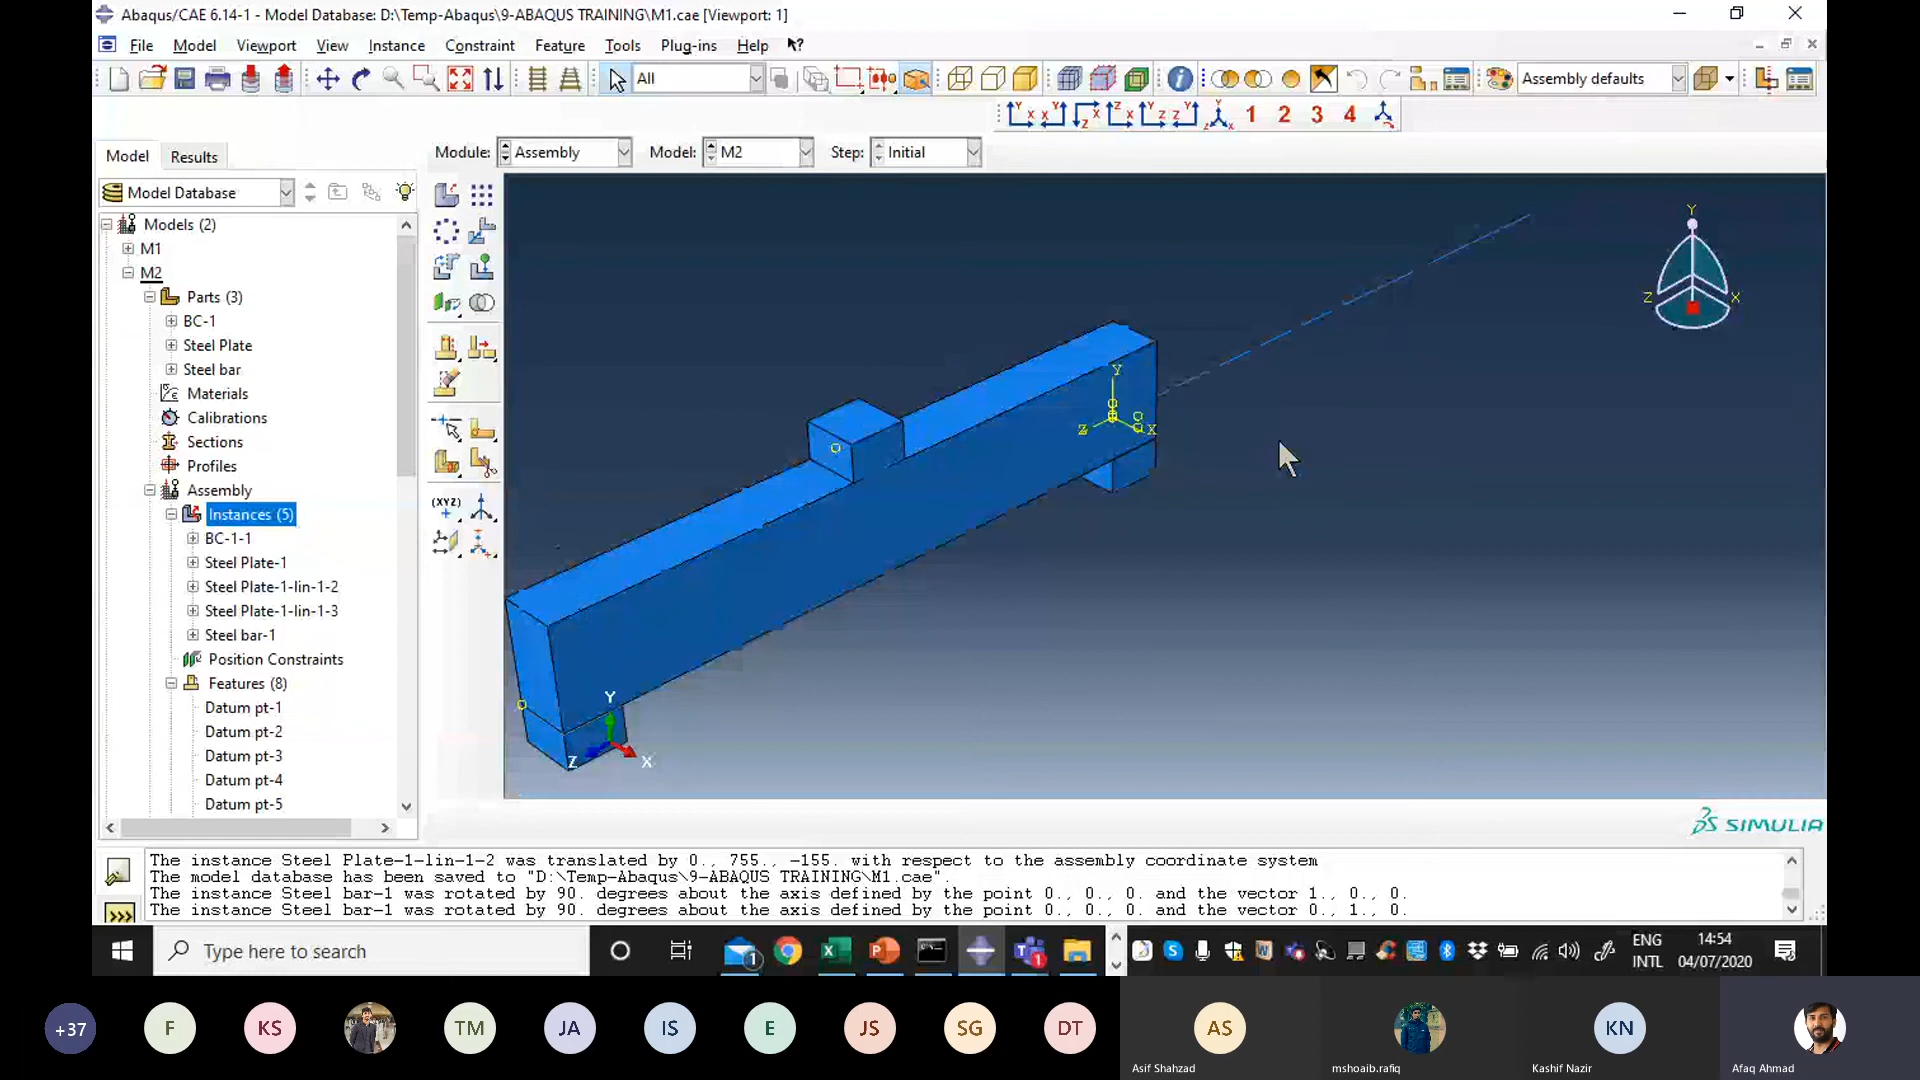 Abaqus/CAE 6.14-1 - Model Database: D:\Temp-Abaqus\9-ABAQUS TRAINING\M1.cae [Viewport: 1]
File Model Viewport View Instance Constraint Feature Tools Plug-ins Help
All
Assembly defaults
1 2 3 4
Model Results
Module: Assembly Model: M2 Step: Initial
Model Database
Models (2)
M1
M2
Parts (3)
BC-1
Steel Plate
Steel bar
Materials
Calibrations
Sections
Profiles
Assembly
Instances (5)
BC-1-1
Steel Plate-1
Steel Plate-1-lin-1-2
Steel Plate-1-lin-1-3
Steel bar-1
Position Constraints
Features (8)
Datum pt-1
Datum pt-2
Datum pt-3
Datum pt-4
Datum pt-5
(XYZ)
Y
Z
X
Y
Z
X
Y
Z
X
SIMULIA
The instance Steel Plate-1-lin-1-2 was translated by 0., 755., -155. with respect to the assembly coordinate system
The model database has been saved to "D:\Temp-Abaqus\9-ABAQUS TRAINING\M1.cae".
The instance Steel bar-1 was rotated by 90. degrees about the axis defined by the point 0., 0., 0. and the vector 1., 0., 0.
The instance Steel bar-1 was rotated by 90. degrees about the axis defined by the point 0., 0., 0. and the vector 0., 1., 0.
>>>
Type here to search
1
1
ENG
INTL
14:54
04/07/2020
+37
F
KS
TM
JA
IS
E
JS
SG
DT
AS
KN
Asif Shahzad
mshoaib.rafiq
Kashif Nazir
Afaq Ahmad